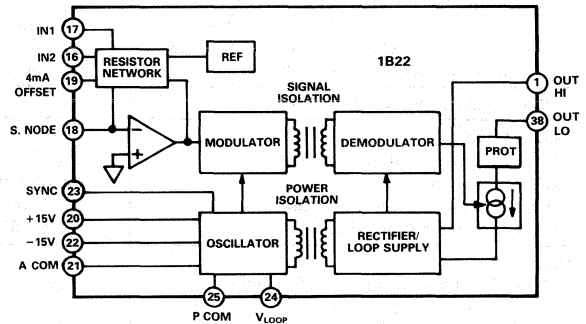 IN1 17
IN2 16
4mA OFFSET 19
RESISTOR NETWORK
REF
1B22
1 OUT HI
38 OUT LO
SIGNAL ISOLATION
S. NODE 18
−
+
MODULATOR
DEMODULATOR
PROT
POWER ISOLATION
SYNC 23
+15V 20
−15V 22
A COM 21
OSCILLATOR
RECTIFIER/ LOOP SUPPLY
25 P COM
24 VLOOP